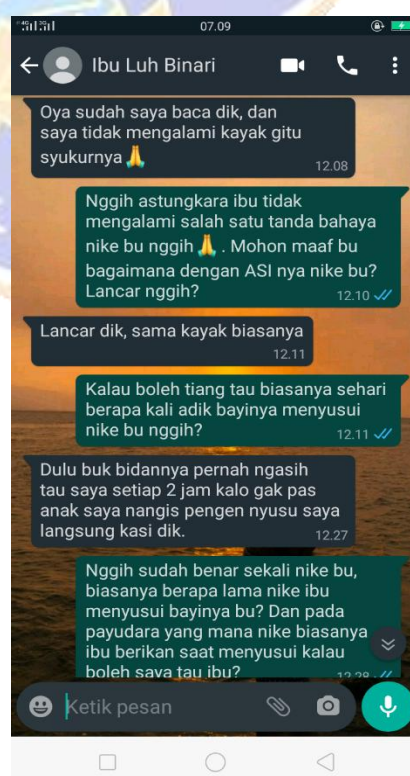 4G 3G 07.09
Ibu Luh Binari
Oya sudah saya baca dik, dan
saya tidak mengalami kayak gitu
syukurnya 🙏
12.08
Nggih astungkara ibu tidak
mengalami salah satu tanda bahaya
nike bu nggih 🙏 . Mohon maaf bu
bagaimana dengan ASI nya nike bu?
Lancar nggih?
12.10
Lancar dik, sama kayak biasanya
12.11
Kalau boleh tiang tau biasanya sehari
berapa kali adik bayinya menyusui
nike bu nggih?
12.11
Dulu buk bidannya pernah ngasih
tau saya setiap 2 jam kalo gak pas
anak saya nangis pengen nyusu saya
langsung kasi dik.
12.27
Nggih sudah benar sekali nike bu,
biasanya berapa lama nike ibu
menyusui bayinya bu? Dan pada
payudara yang mana nike biasanya
ibu berikan saat menyusui kalau
boleh saya tau ibu?
12.28
Ketik pesan